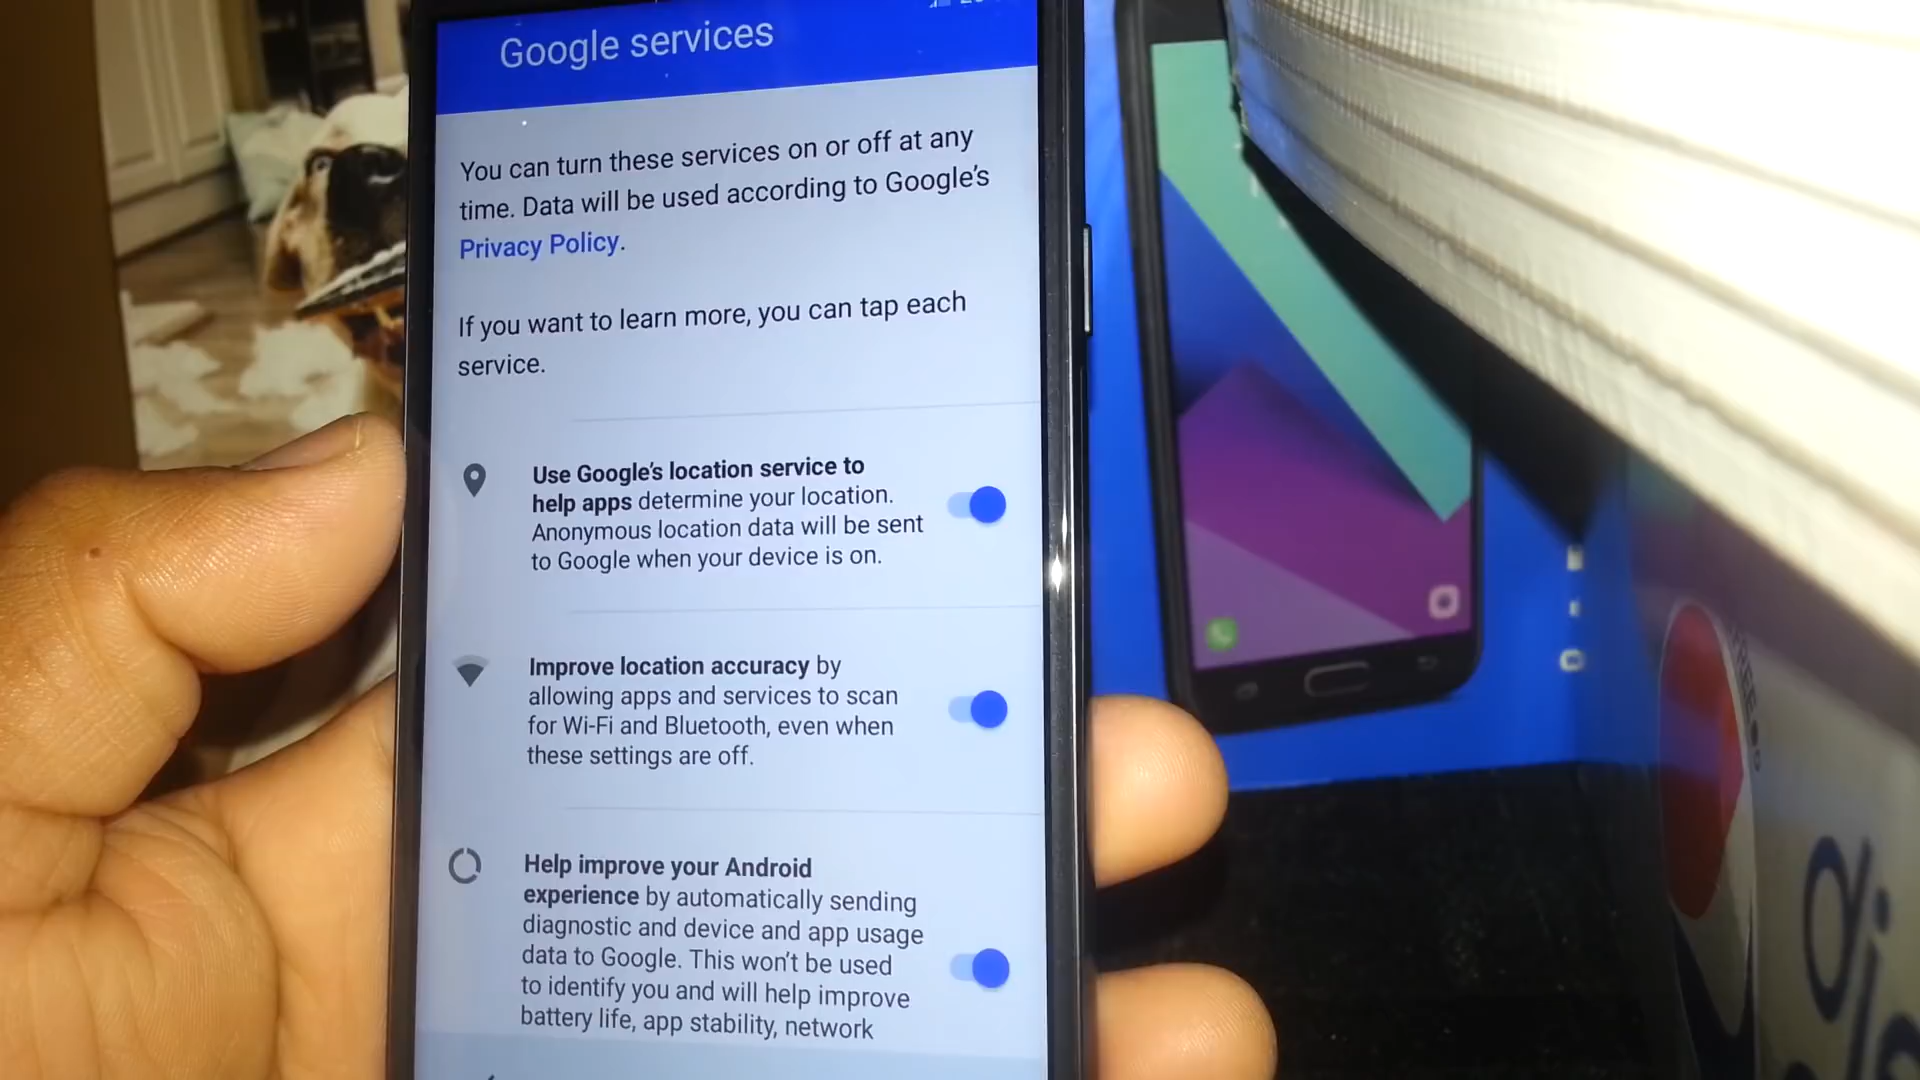 Google services
You can turn these services on or off at any
time. Data will be used according to Google's
Privacy Policy.
If you want to learn more, you can tap each
service.
Use Google's location service to
help apps determine your location.
Anonymous location data will be sent
to Google when your device is on.
Improve location accuracy by
allowing apps and services to scan
for Wi-Fi and Bluetooth, even when
these settings are off.
Help improve your Android
experience by automatically sending
diagnostic and device and app usage
data to Google. This won't be used
to identify you and will help improve
battery life, app stability, network